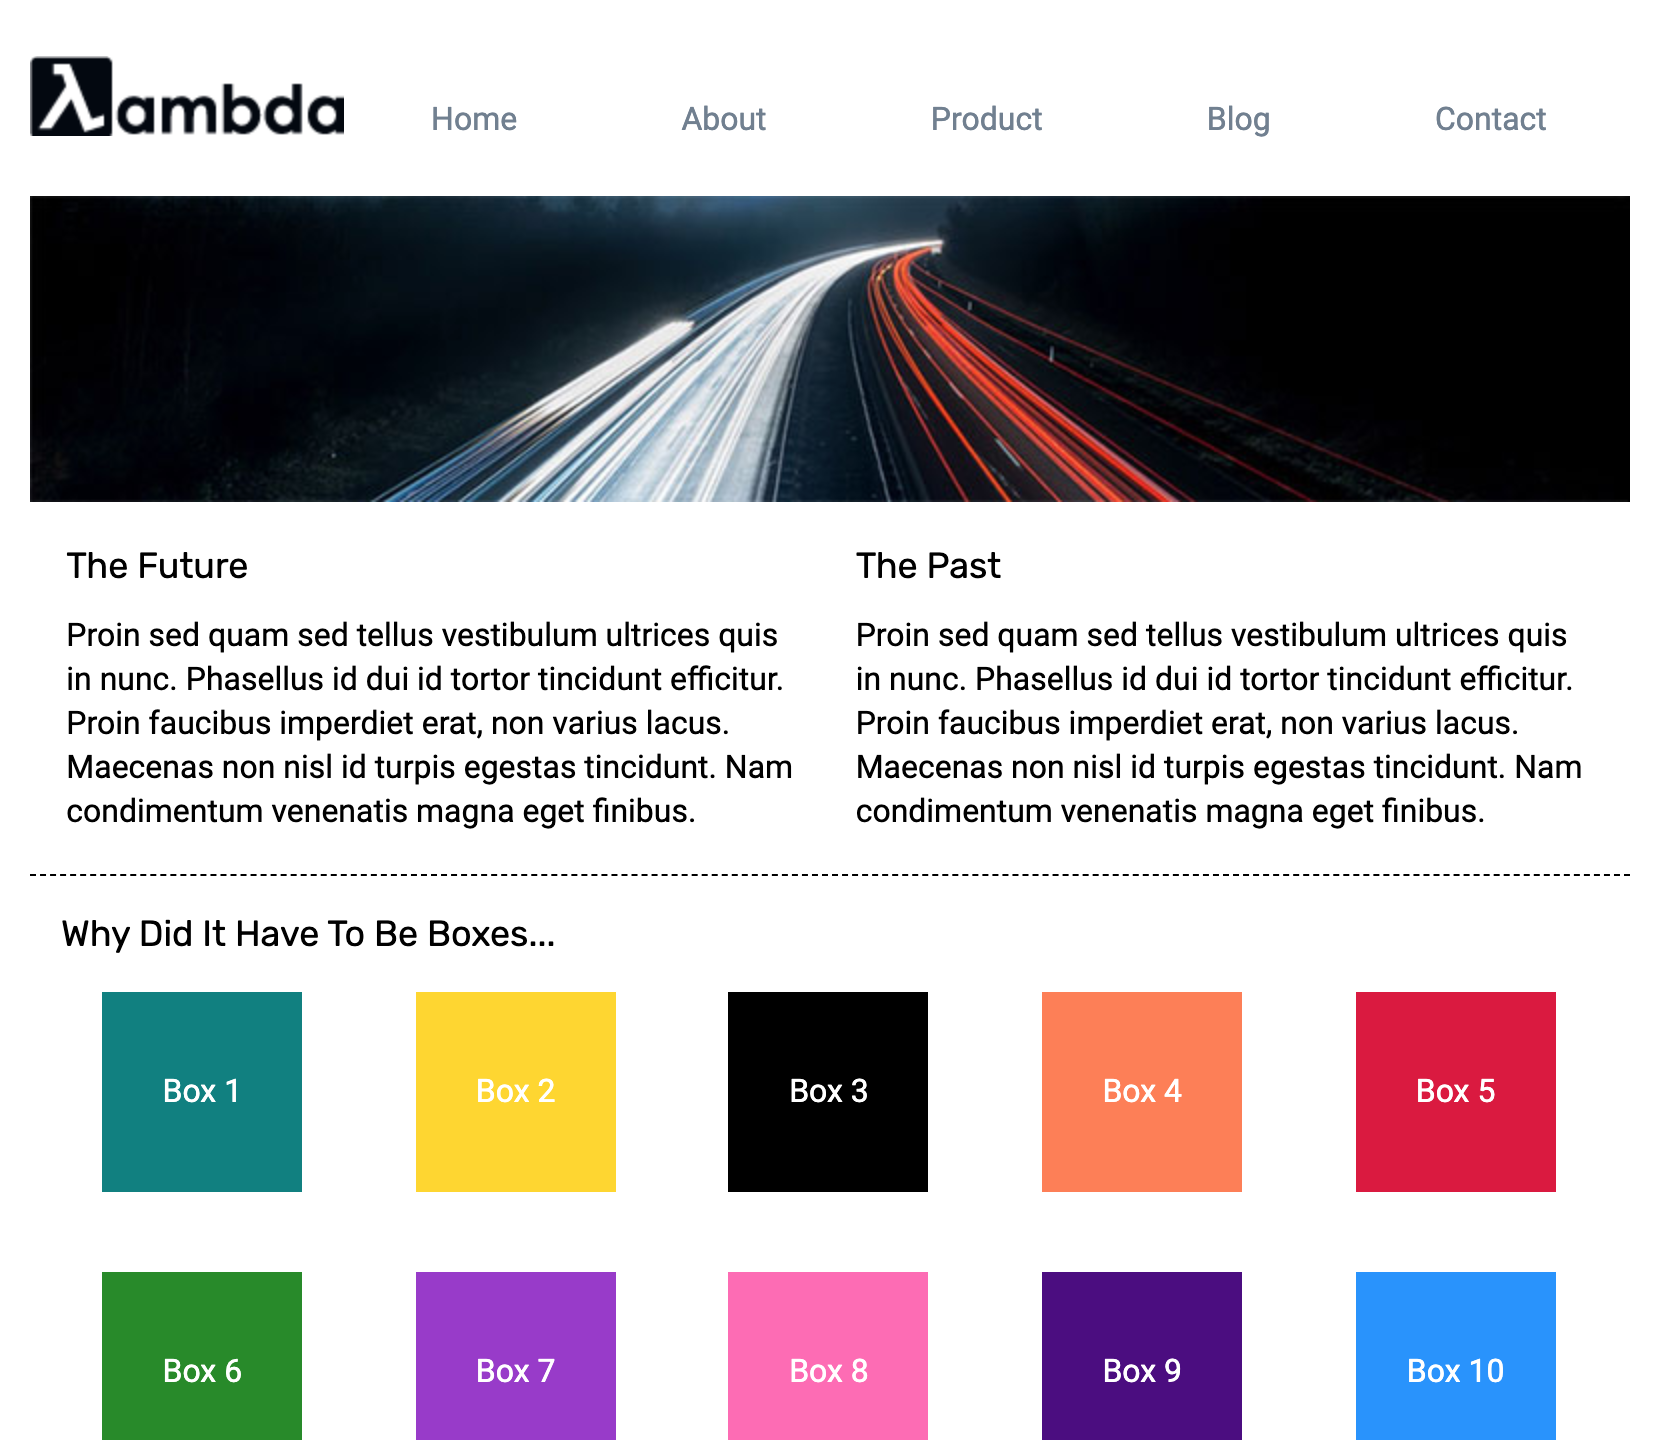 λambda
Home About Product Blog Contact
The Future
Proin sed quam sed tellus vestibulum ultrices quis
in nunc. Phasellus id dui id tortor tincidunt efficitur.
Proin faucibus imperdiet erat, non varius lacus.
Maecenas non nisl id turpis egestas tincidunt. Nam
condimentum venenatis magna eget finibus.
The Past
Proin sed quam sed tellus vestibulum ultrices quis
in nunc. Phasellus id dui id tortor tincidunt efficitur.
Proin faucibus imperdiet erat, non varius lacus.
Maecenas non nisl id turpis egestas tincidunt. Nam
condimentum venenatis magna eget finibus.
Why Did It Have To Be Boxes...
Box 1 Box 2 Box 3 Box 4 Box 5
Box 6 Box 7 Box 8 Box 9 Box 10